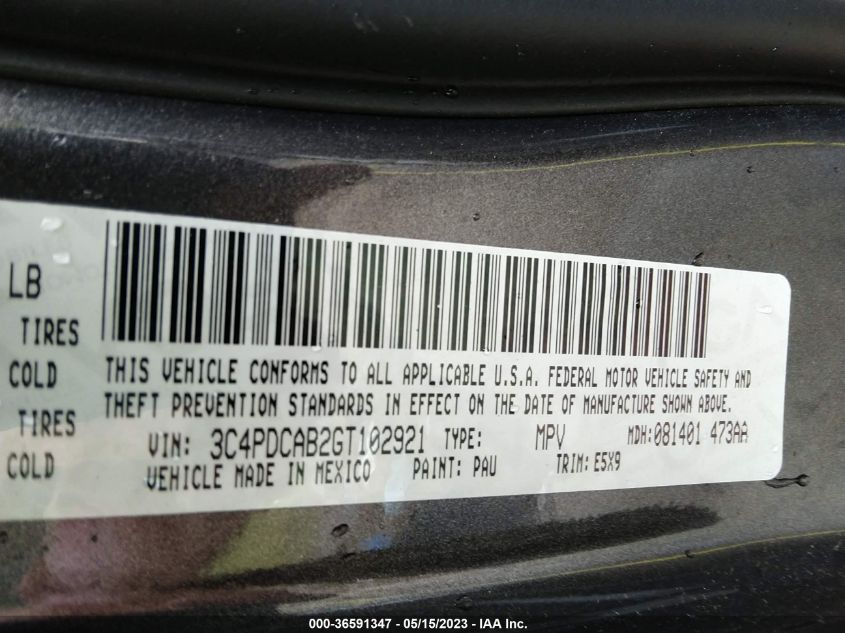 LB
TIRES
COLD
TIRES
COLD
THIS VEHICLE CONFORMS TO ALL APPLICABLE U.S.A. FEDERAL MOTOR VEHICLE SAFETY AND
THEFT PREVENTION STANDARDS IN EFFECT ON THE DATE OF MANUFACTURE SHOWN ABOVE.
VIN: 3C4PDCAB2GT102921 TYPE: MPV MDH:081401 473AA
VEHICLE MADE IN MEXICO PAINT: PAU TRIM: E5X9
000-36591347 - 05/15/2023 - IAA Inc.